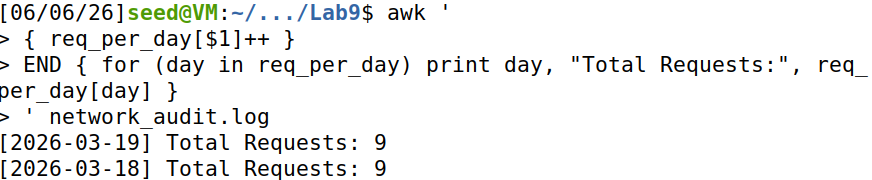 [06/06/26]seed@VM:~/.../Lab9$ awk '
> { req_per_day[$1]++ }
> END { for (day in req_per_day) print day, "Total Requests:", req_
per_day[day] }
> ' network_audit.log
[2026-03-19] Total Requests: 9
[2026-03-18] Total Requests: 9